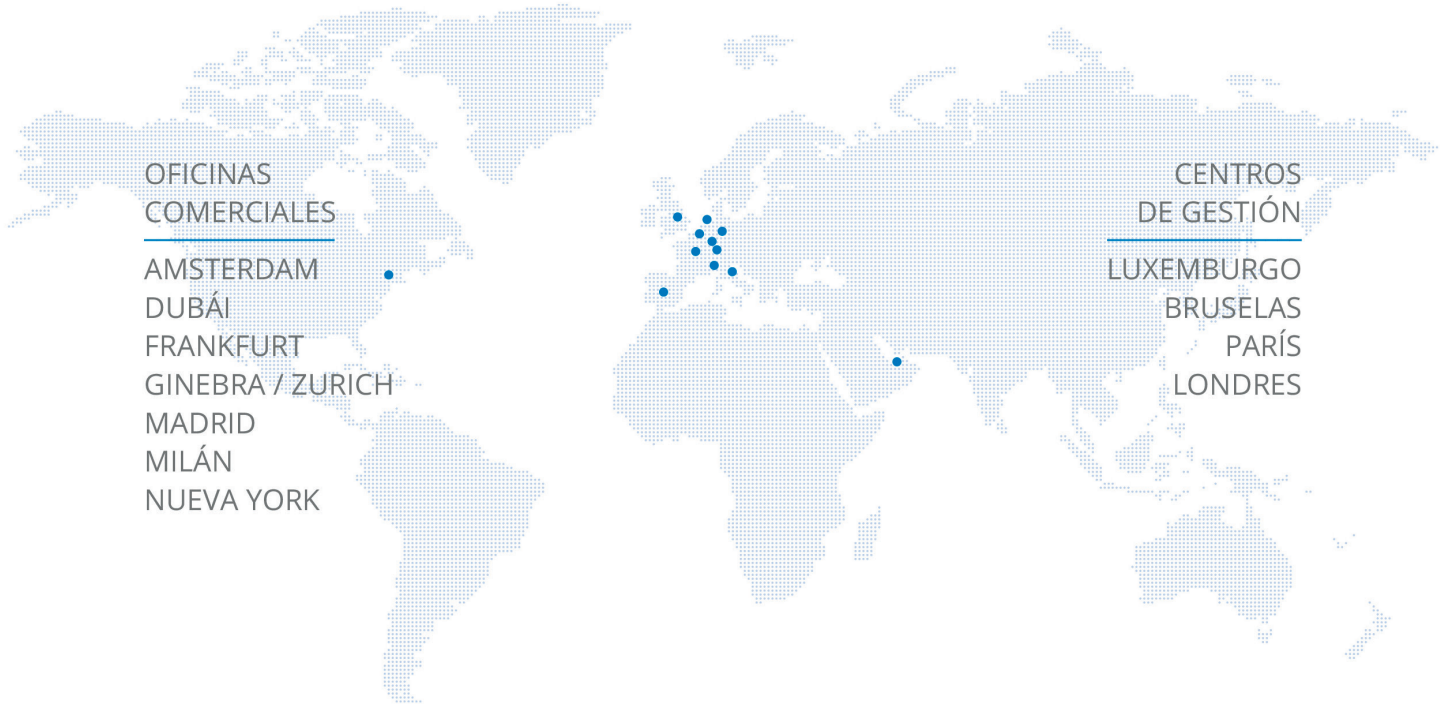 OFICINAS
COMERCIALES
AMSTERDAM
DUBÁI
FRANKFURT
GINEBRA / ZURICH
MADRID
MILÁN
NUEVA YORK
CENTROS
DE GESTIÓN
LUXEMBURGO
BRUSELAS
PARÍS
LONDRES